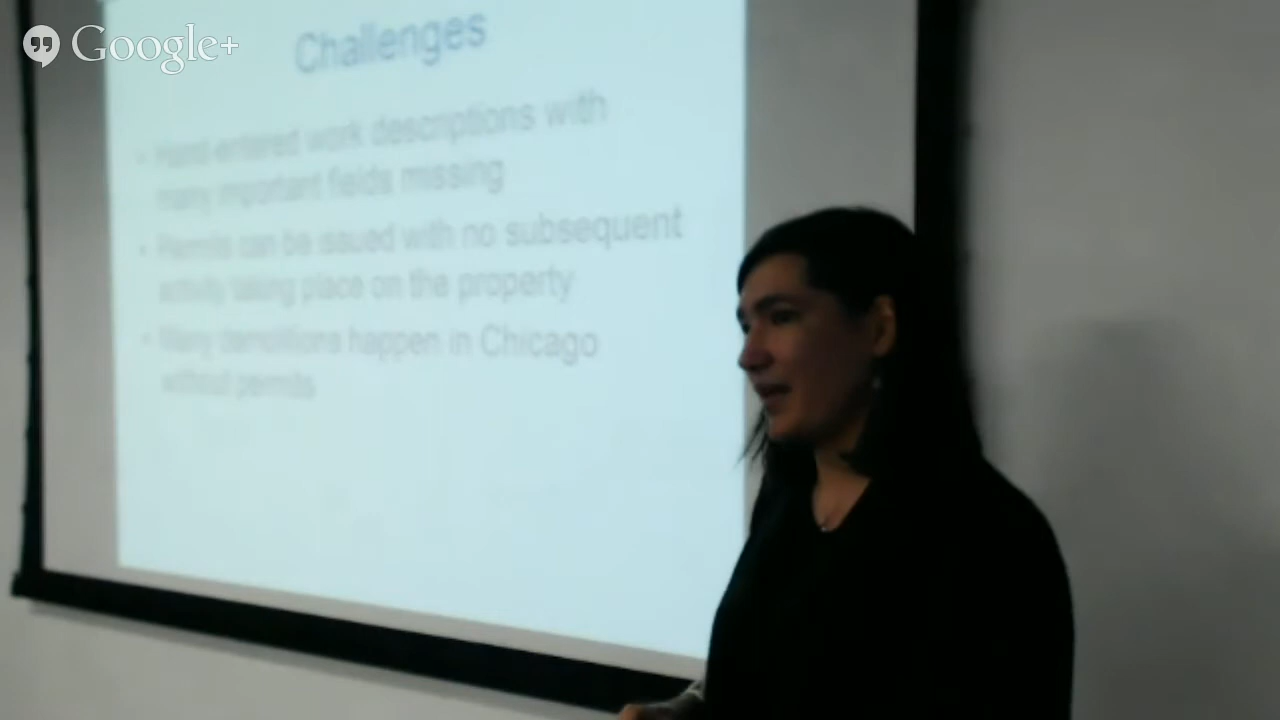 Google+
Challenges
• Hand-entered work descriptions with
many important fields missing
• Permits can be issued with no subsequent
activity taking place on the property
• Many demolitions happen in Chicago
without permits